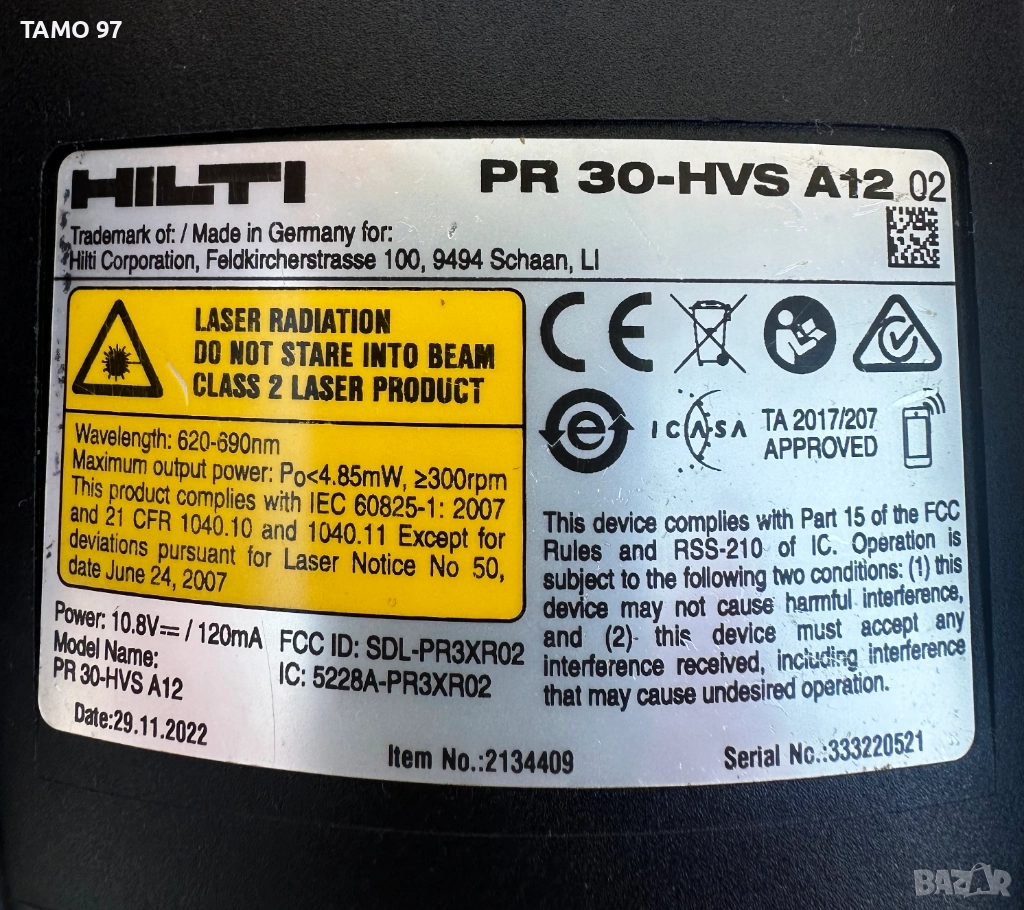 TAMO 97
HILTI
PR 30-HVS A12 02
Trademark of: / Made in Germany for:
Hilti Corporation, Feldkircherstrasse 100, 9494 Schaan, LI
LASER RADIATION
DO NOT STARE INTO BEAM
CLASS 2 LASER PRODUCT
Wavelength: 620-690nm
Maximum output power: Po<4.85mW, ≥300rpm
This product complies with IEC 60825-1: 2007
and 21 CFR 1040.10 and 1040.11 Except for
deviations pursuant for Laser Notice No 50,
date June 24, 2007
CE
e
ICASA
TA 2017/207
APPROVED
This device complies with Part 15 of the FCC
Rules and RSS-210 of IC. Operation is
subject to the following two conditions: (1) this
device may not cause harmful interference,
and (2) this device must accept any
interference received, including interference
that may cause undesired operation.
Power: 10.8V⎓ / 120mA
Model Name:
PR 30-HVS A12
FCC ID: SDL-PR3XR02
IC: 5228A-PR3XR02
Date:29.11.2022
Item No.:2134409
Serial No.:333220521
BAZAR